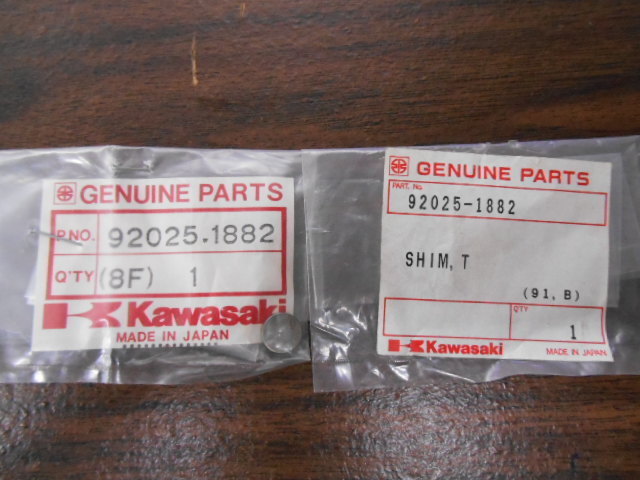 GENUINE PARTS
P.NO. 92025.1882
Q'TY (8F) 1
Kawasaki
MADE IN JAPAN
GENUINE PARTS
PART. No.
92025-1882
SHIM, T
(91, B)
QTY
1
Kawasaki MADE IN JAPAN